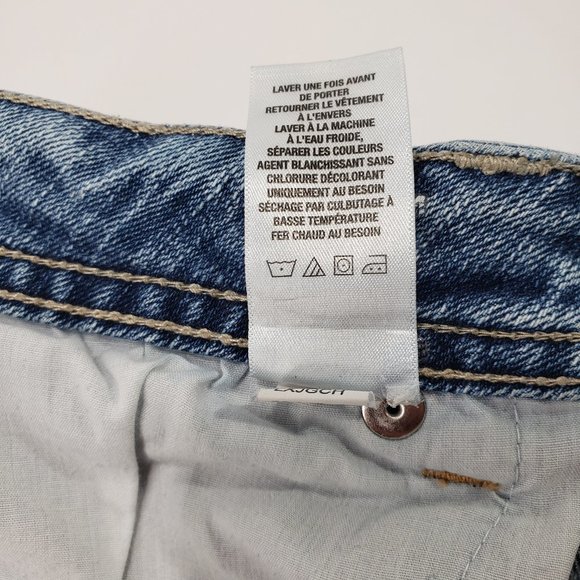 LAVER UNE FOIS AVANT
DE PORTER
RETOURNER LE VÊTEMENT
À L'ENVERS
LAVER À LA MACHINE
À L'EAU FROIDE,
SÉPARER LES COULEURS
AGENT BLANCHISSANT SANS
CHLORURE DÉCOLORANT
UNIQUEMENT AU BESOIN
SÉCHAGE PAR CULBUTAGE À
BASSE TEMPÉRATURE
FER CHAUD AU BESOIN